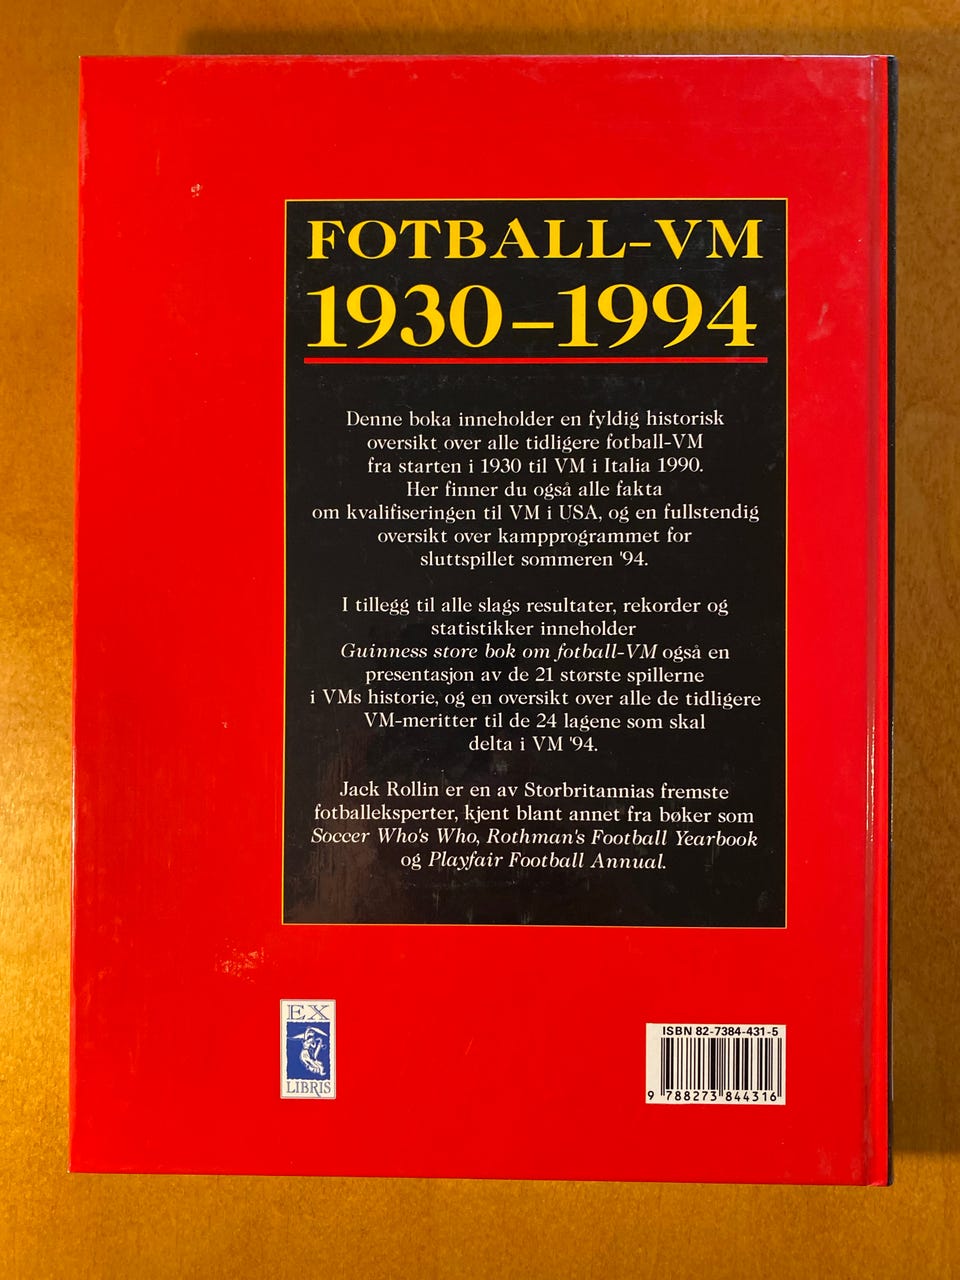 FOTBALL-VM
1930–1994
Denne boka inneholder en fyldig historisk
oversikt over alle tidligere fotball-VM
fra starten i 1930 til VM i Italia 1990.
Her finner du også alle fakta
om kvalifiseringen til VM i USA, og en fullstendig
oversikt over kampprogrammet for
sluttspillet sommeren '94.
I tillegg til alle slags resultater, rekorder og
statistikker inneholder
Guinness store bok om fotball-VM også en
presentasjon av de 21 største spillerne
i VMs historie, og en oversikt over alle de tidligere
VM-meritter til de 24 lagene som skal
delta i VM '94.
Jack Rollin er en av Storbritannias fremste
fotballeksperter, kjent blant annet fra bøker som
Soccer Who's Who, Rothman's Football Yearbook
og Playfair Football Annual.
EX
LIBRIS
ISBN 82-7384-431-5
9 788273 844316